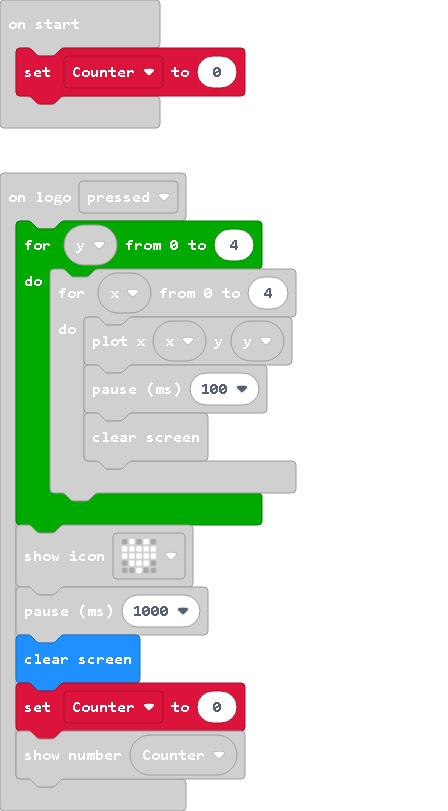 on start
set Counter to 0
on logo pressed
for y from 0 to 4
do
for x from 0 to 4
do
plot x x y y
pause (ms) 100
clear screen
show icon
pause (ms) 1000
clear screen
set Counter to 0
show number Counter